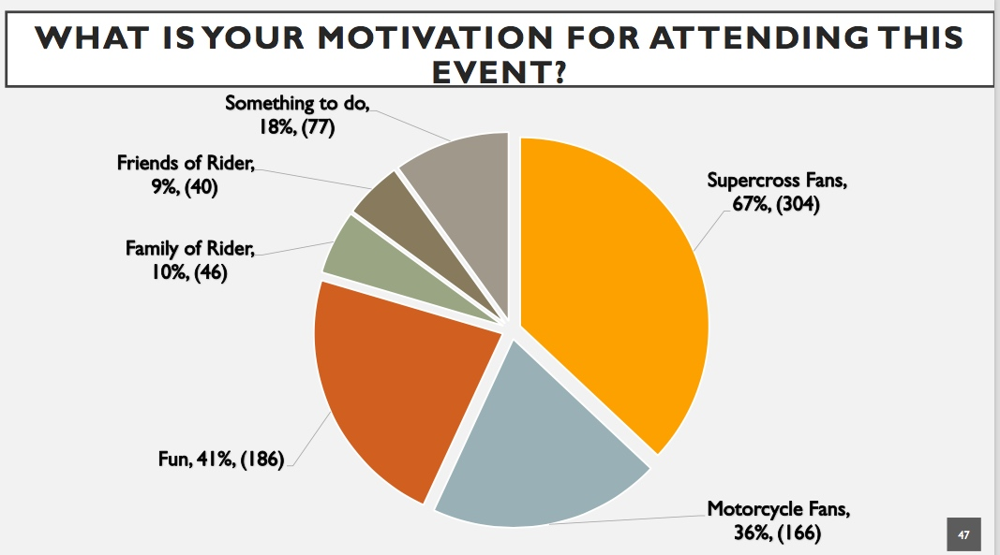 WHAT IS YOUR MOTIVATION FOR ATTENDING THIS
EVENT?
Something to do,
18%, (77)
Friends of Rider,
9%, (40)
Supercross Fans,
67%, (304)
Family of Rider,
10%, (46)
Fun, 41%, (186)
Motorcycle Fans,
36%, (166)
47